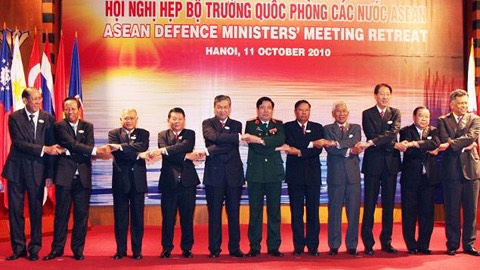 HỘI NGHỊ HẸP BỘ TRƯỞNG QUỐC PHÒNG CÁC NƯỚC ASEAN
ASEAN DEFENCE MINISTERS' MEETING RETREAT
HANOI, 11 OCTOBER 2010